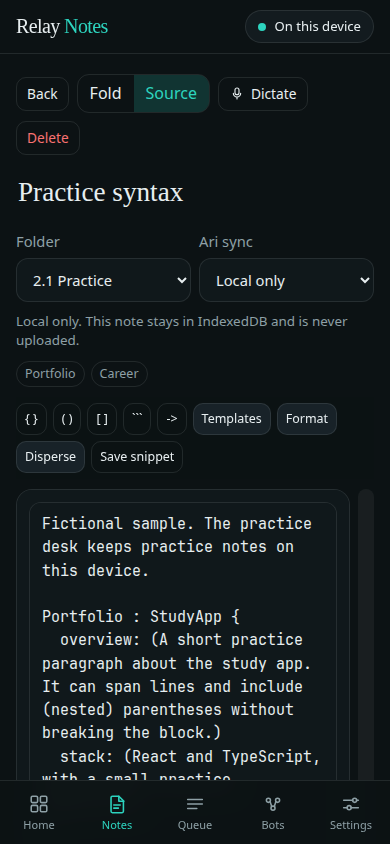 Relay Notes
On this device
Back
Fold
Source
Dictate
Delete
Practice syntax
Folder
Ari sync
2.1 Practice
Local only
Local only. This note stays in IndexedDB and is never
uploaded.
Portfolio
Career
{ }
( )
[ ]
```
->
Templates
Format
Disperse
Save snippet
Fictional sample. The practice
desk keeps practice notes on
this device.
Portfolio : StudyApp {
overview: (A short practice
paragraph about the study app.
It can span lines and include
(nested) parentheses without
breaking the block.)
stack: (React and TypeScript,
with a small practice
Home
Notes
Queue
Bots
Settings